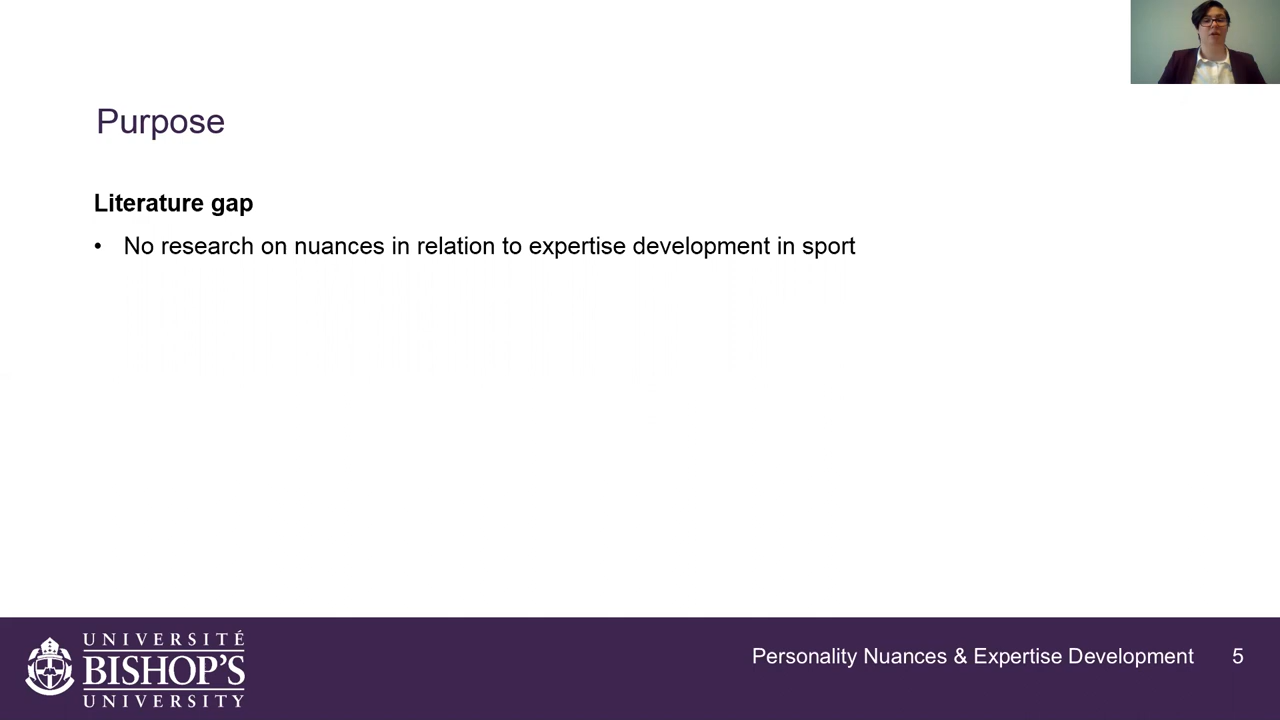 Purpose
Literature gap
• No research on nuances in relation to expertise development in sport
UNIVERSITÉ
BISHOP'S
UNIVERSITY
Personality Nuances & Expertise Development 5